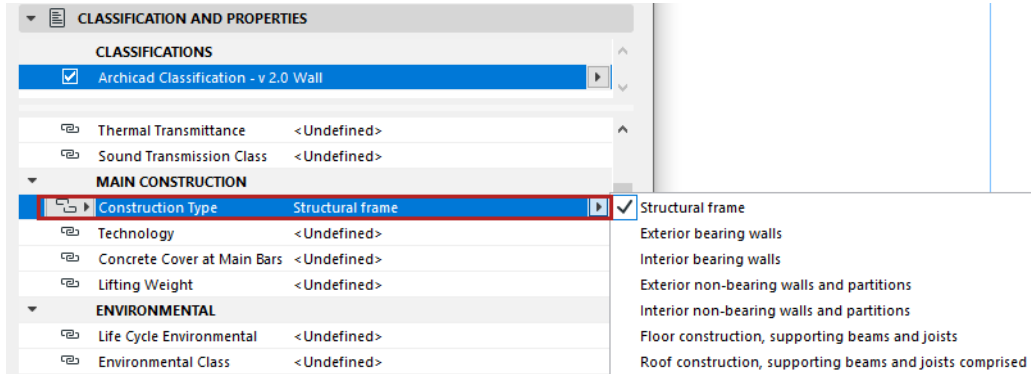 CLASSIFICATION AND PROPERTIES
CLASSIFICATIONS
Archicad Classification - v 2.0 Wall
Thermal Transmittance <Undefined>
Sound Transmission Class <Undefined>
MAIN CONSTRUCTION
Construction Type Structural frame
Technology <Undefined>
Concrete Cover at Main Bars <Undefined>
Lifting Weight <Undefined>
ENVIRONMENTAL
Life Cycle Environmental <Undefined>
Environmental Class <Undefined>
Structural frame
Exterior bearing walls
Interior bearing walls
Exterior non-bearing walls and partitions
Interior non-bearing walls and partitions
Floor construction, supporting beams and joists
Roof construction, supporting beams and joists comprised